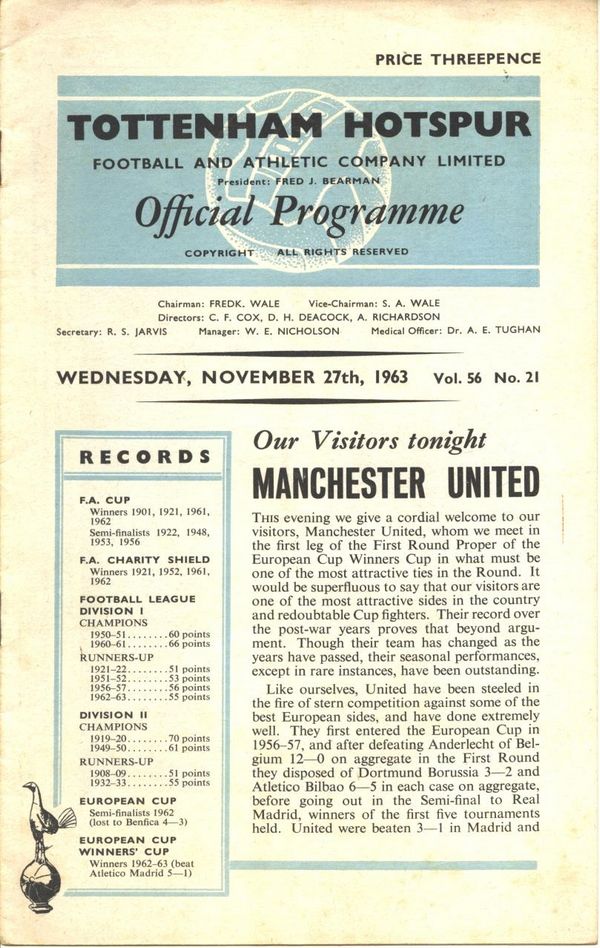 PRICE THREEPENCE
TOTTENHAM HOTSPUR
FOOTBALL AND ATHLETIC COMPANY LIMITED
President: FRED J. BEARMAN
Official Programme
COPYRIGHT ALL RIGHTS RESERVED
Chairman: FREDK. WALE Vice-Chairman: S. A. WALE
Directors: C. F. COX, D. H. DEACOCK, A. RICHARDSON
Secretary: R. S. JARVIS Manager: W. E. NICHOLSON Medical Officer: Dr. A. E. TUGHAN
WEDNESDAY, NOVEMBER 27th, 1963 Vol. 56 No. 21
RECORDS
F.A. CUP
Winners 1901, 1921, 1961,
1962
Semi-finalists 1922, 1948,
1953, 1956
F.A. CHARITY SHIELD
Winners 1921, 1952, 1961,
1962
FOOTBALL LEAGUE
DIVISION I
CHAMPIONS
1950–51........60 points
1960–61........66 points
RUNNERS-UP
1921–22........51 points
1951–52........53 points
1956–57........56 points
1962–63........55 points
DIVISION II
CHAMPIONS
1919–20........70 points
1949–50........61 points
RUNNERS-UP
1908–09........51 points
1932–33........55 points
EUROPEAN CUP
Semi-finalists 1962
(lost to Benfica 4—3)
EUROPEAN CUP
WINNERS' CUP
Winners 1962-63 (beat
Atletico Madrid 5—1)
Our Visitors tonight
MANCHESTER UNITED
THIS evening we give a cordial welcome to our
visitors, Manchester United, whom we meet in
the first leg of the First Round Proper of the
European Cup Winners Cup in what must be
one of the most attractive ties in the Round. It
would be superfluous to say that our visitors are
one of the most attractive sides in the country
and redoubtable Cup fighters. Their record over
the post-war years proves that beyond argu-
ment. Though their team has changed as the
years have passed, their seasonal performances,
except in rare instances, have been outstanding.
Like ourselves, United have been steeled in
the fire of stern competition against some of the
best European sides, and have done extremely
well. They first entered the European Cup in
1956–57, and after defeating Anderlecht of Bel-
gium 12—0 on aggregate in the First Round
they disposed of Dortmund Borussia 3—2 and
Atletico Bilbao 6—5 in each case on aggregate,
before going out in the Semi-final to Real
Madrid, winners of the first five tournaments
held. United were beaten 3—1 in Madrid and